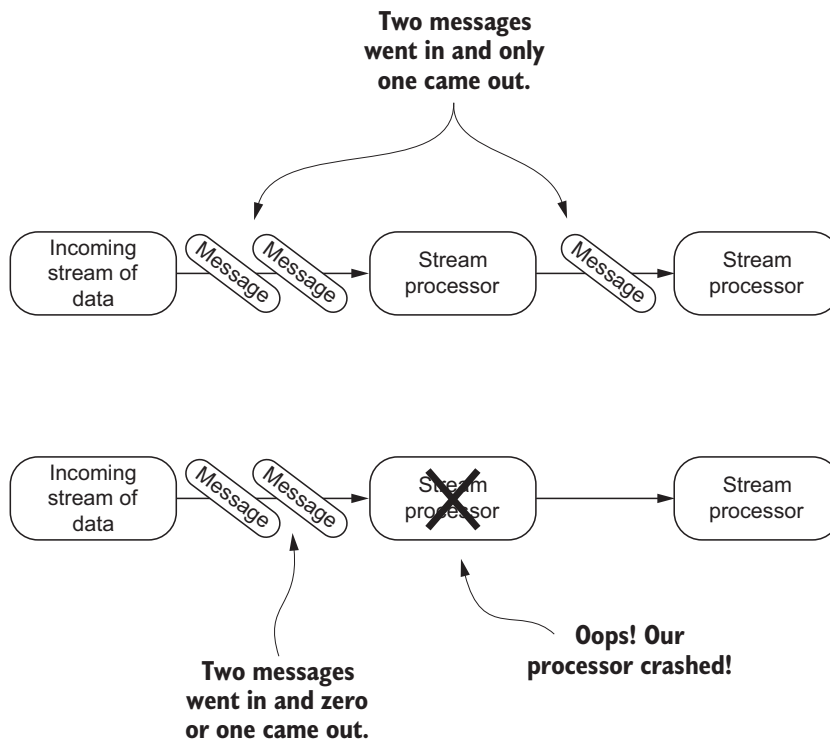 Two messages
went in and only
one came out.
Incoming
stream of
data
Message
Message
Stream
processor
Message
Stream
processor
Incoming
stream of
data
Message
Message
Stream
processor
Stream
processor
Two messages
went in and zero
or one came out.
Oops! Our
processor crashed!